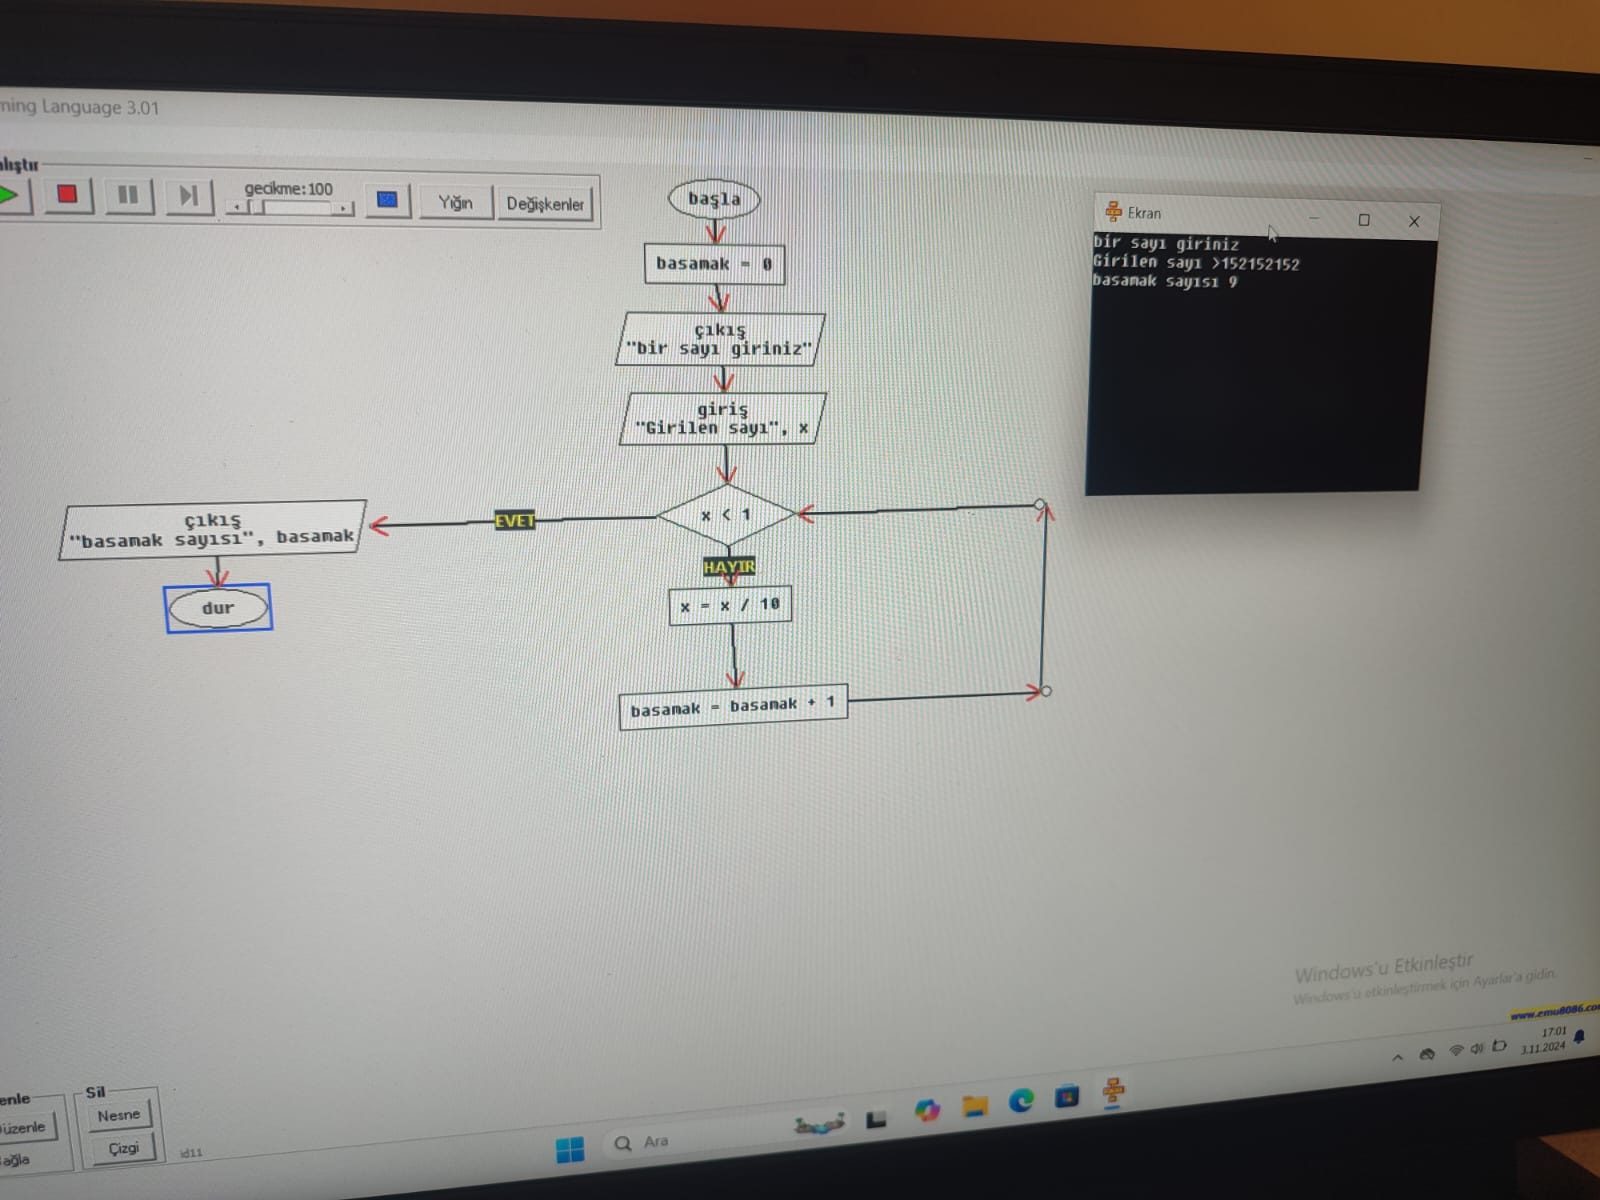 ming Language 3.01
alıştır
gecikme:100
Yığın
Değişkenler
başla
basamak = 0
çıkış
"bir sayı giriniz"
giriş
"Girilen sayı", x
x < 1
EVET
HAYIR
çıkış
"basamak sayısı", basamak
dur
x = x / 10
basamak = basamak + 1
Ekran
bir sayı giriniz
Girilen sayı >152152152
basamak sayısı 9
Windows'u Etkinleştir
Windows'u etkinleştirmek için Ayarlar'a gidin.
www.emu8086.co
17:01
3.11.2024
enle
Düzenle
Bağla
Sil
Nesne
Çizgi
id11
Ara